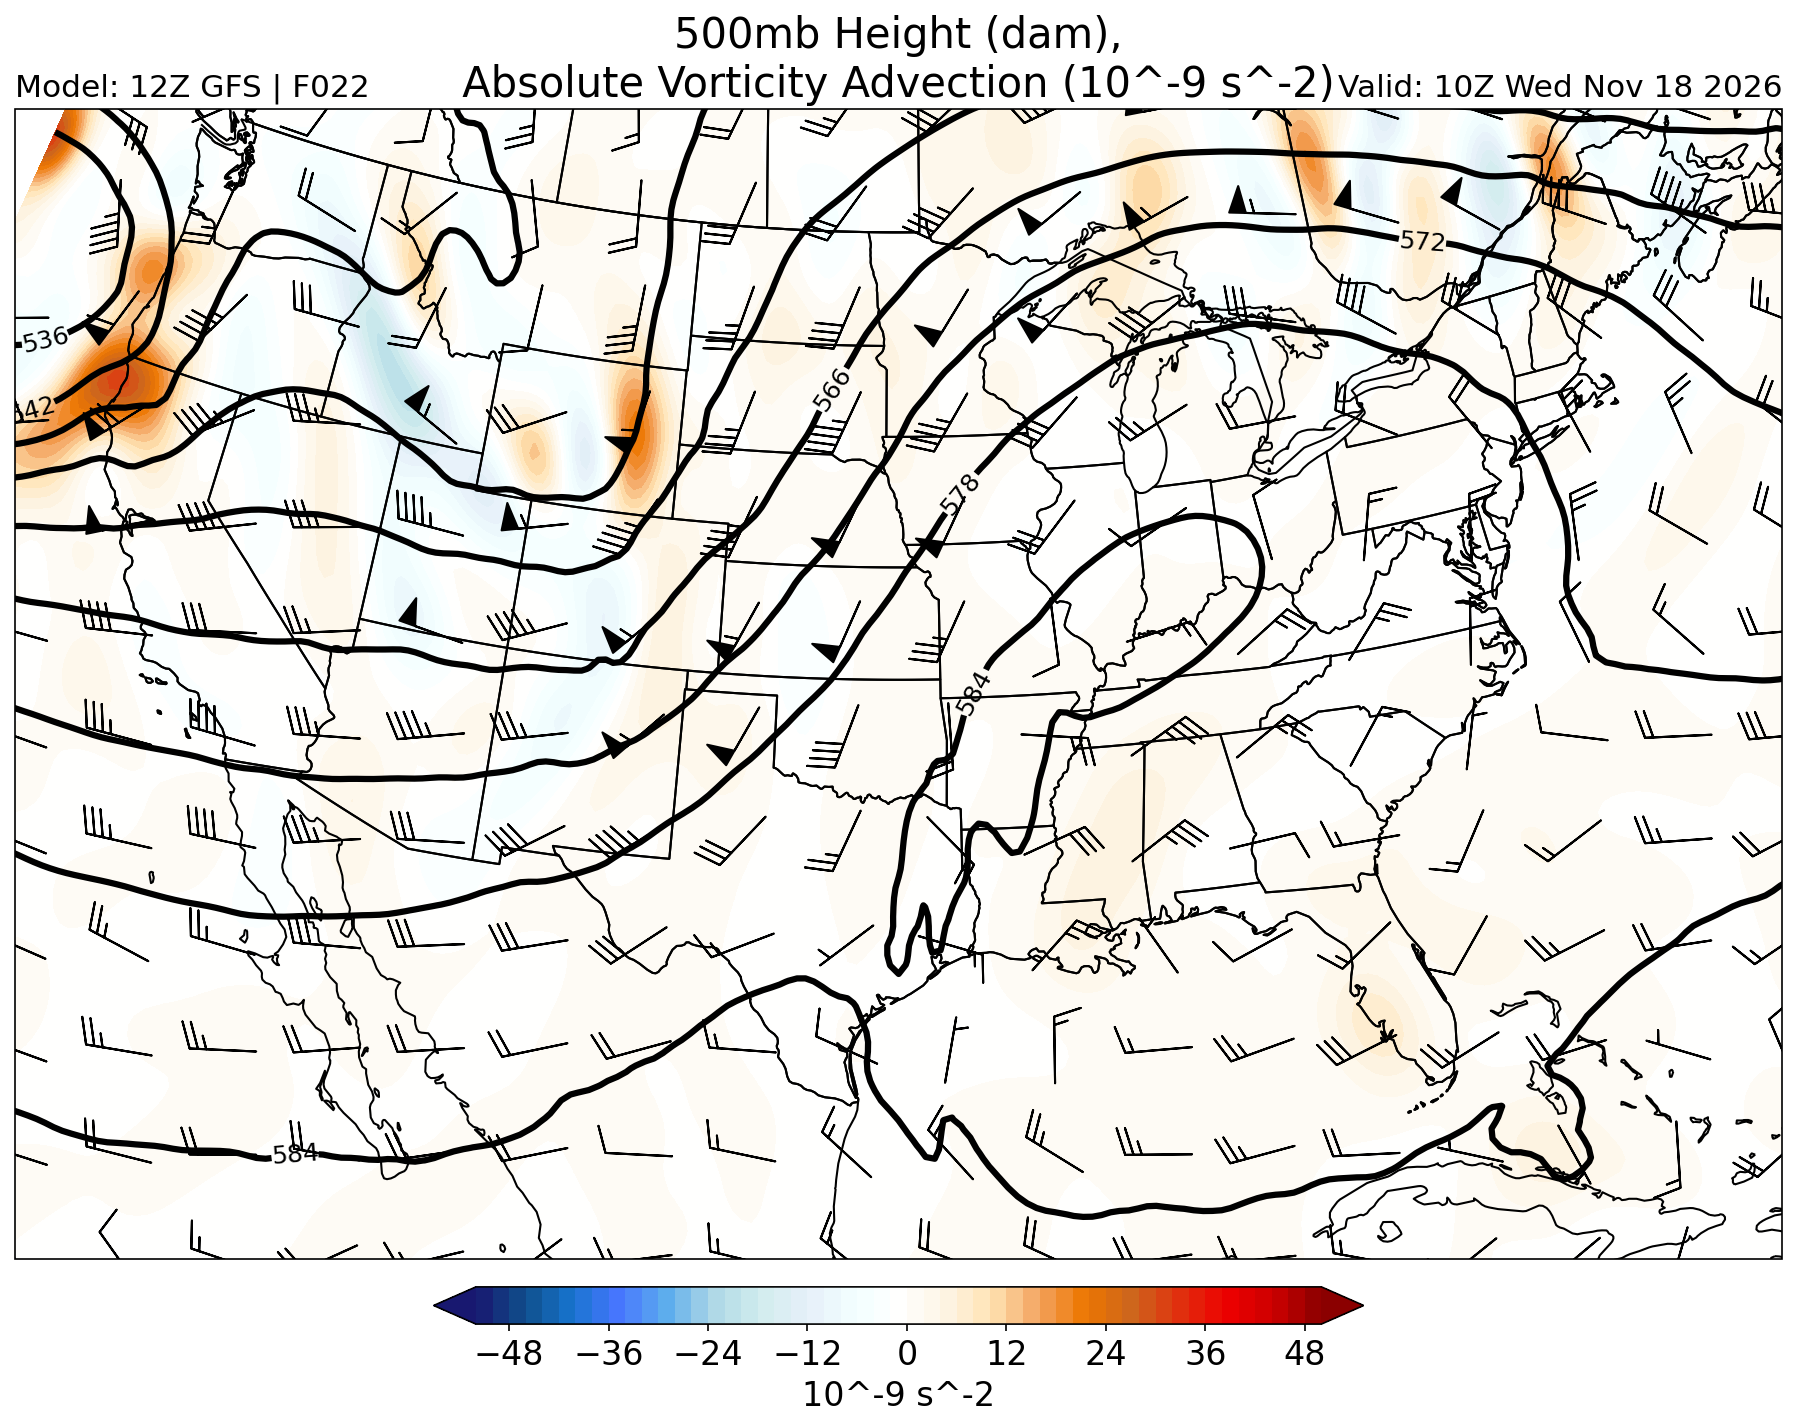 500mb Height (dam),
Model: 12Z GFS | F022
Absolute Vorticity Advection (10^-9 s^-2)
Valid: 10Z Wed Nov 18 2026
572
536
566
542
578
584
584
−48 −36 −24 −12 0 12 24 36 48
10^-9 s^-2